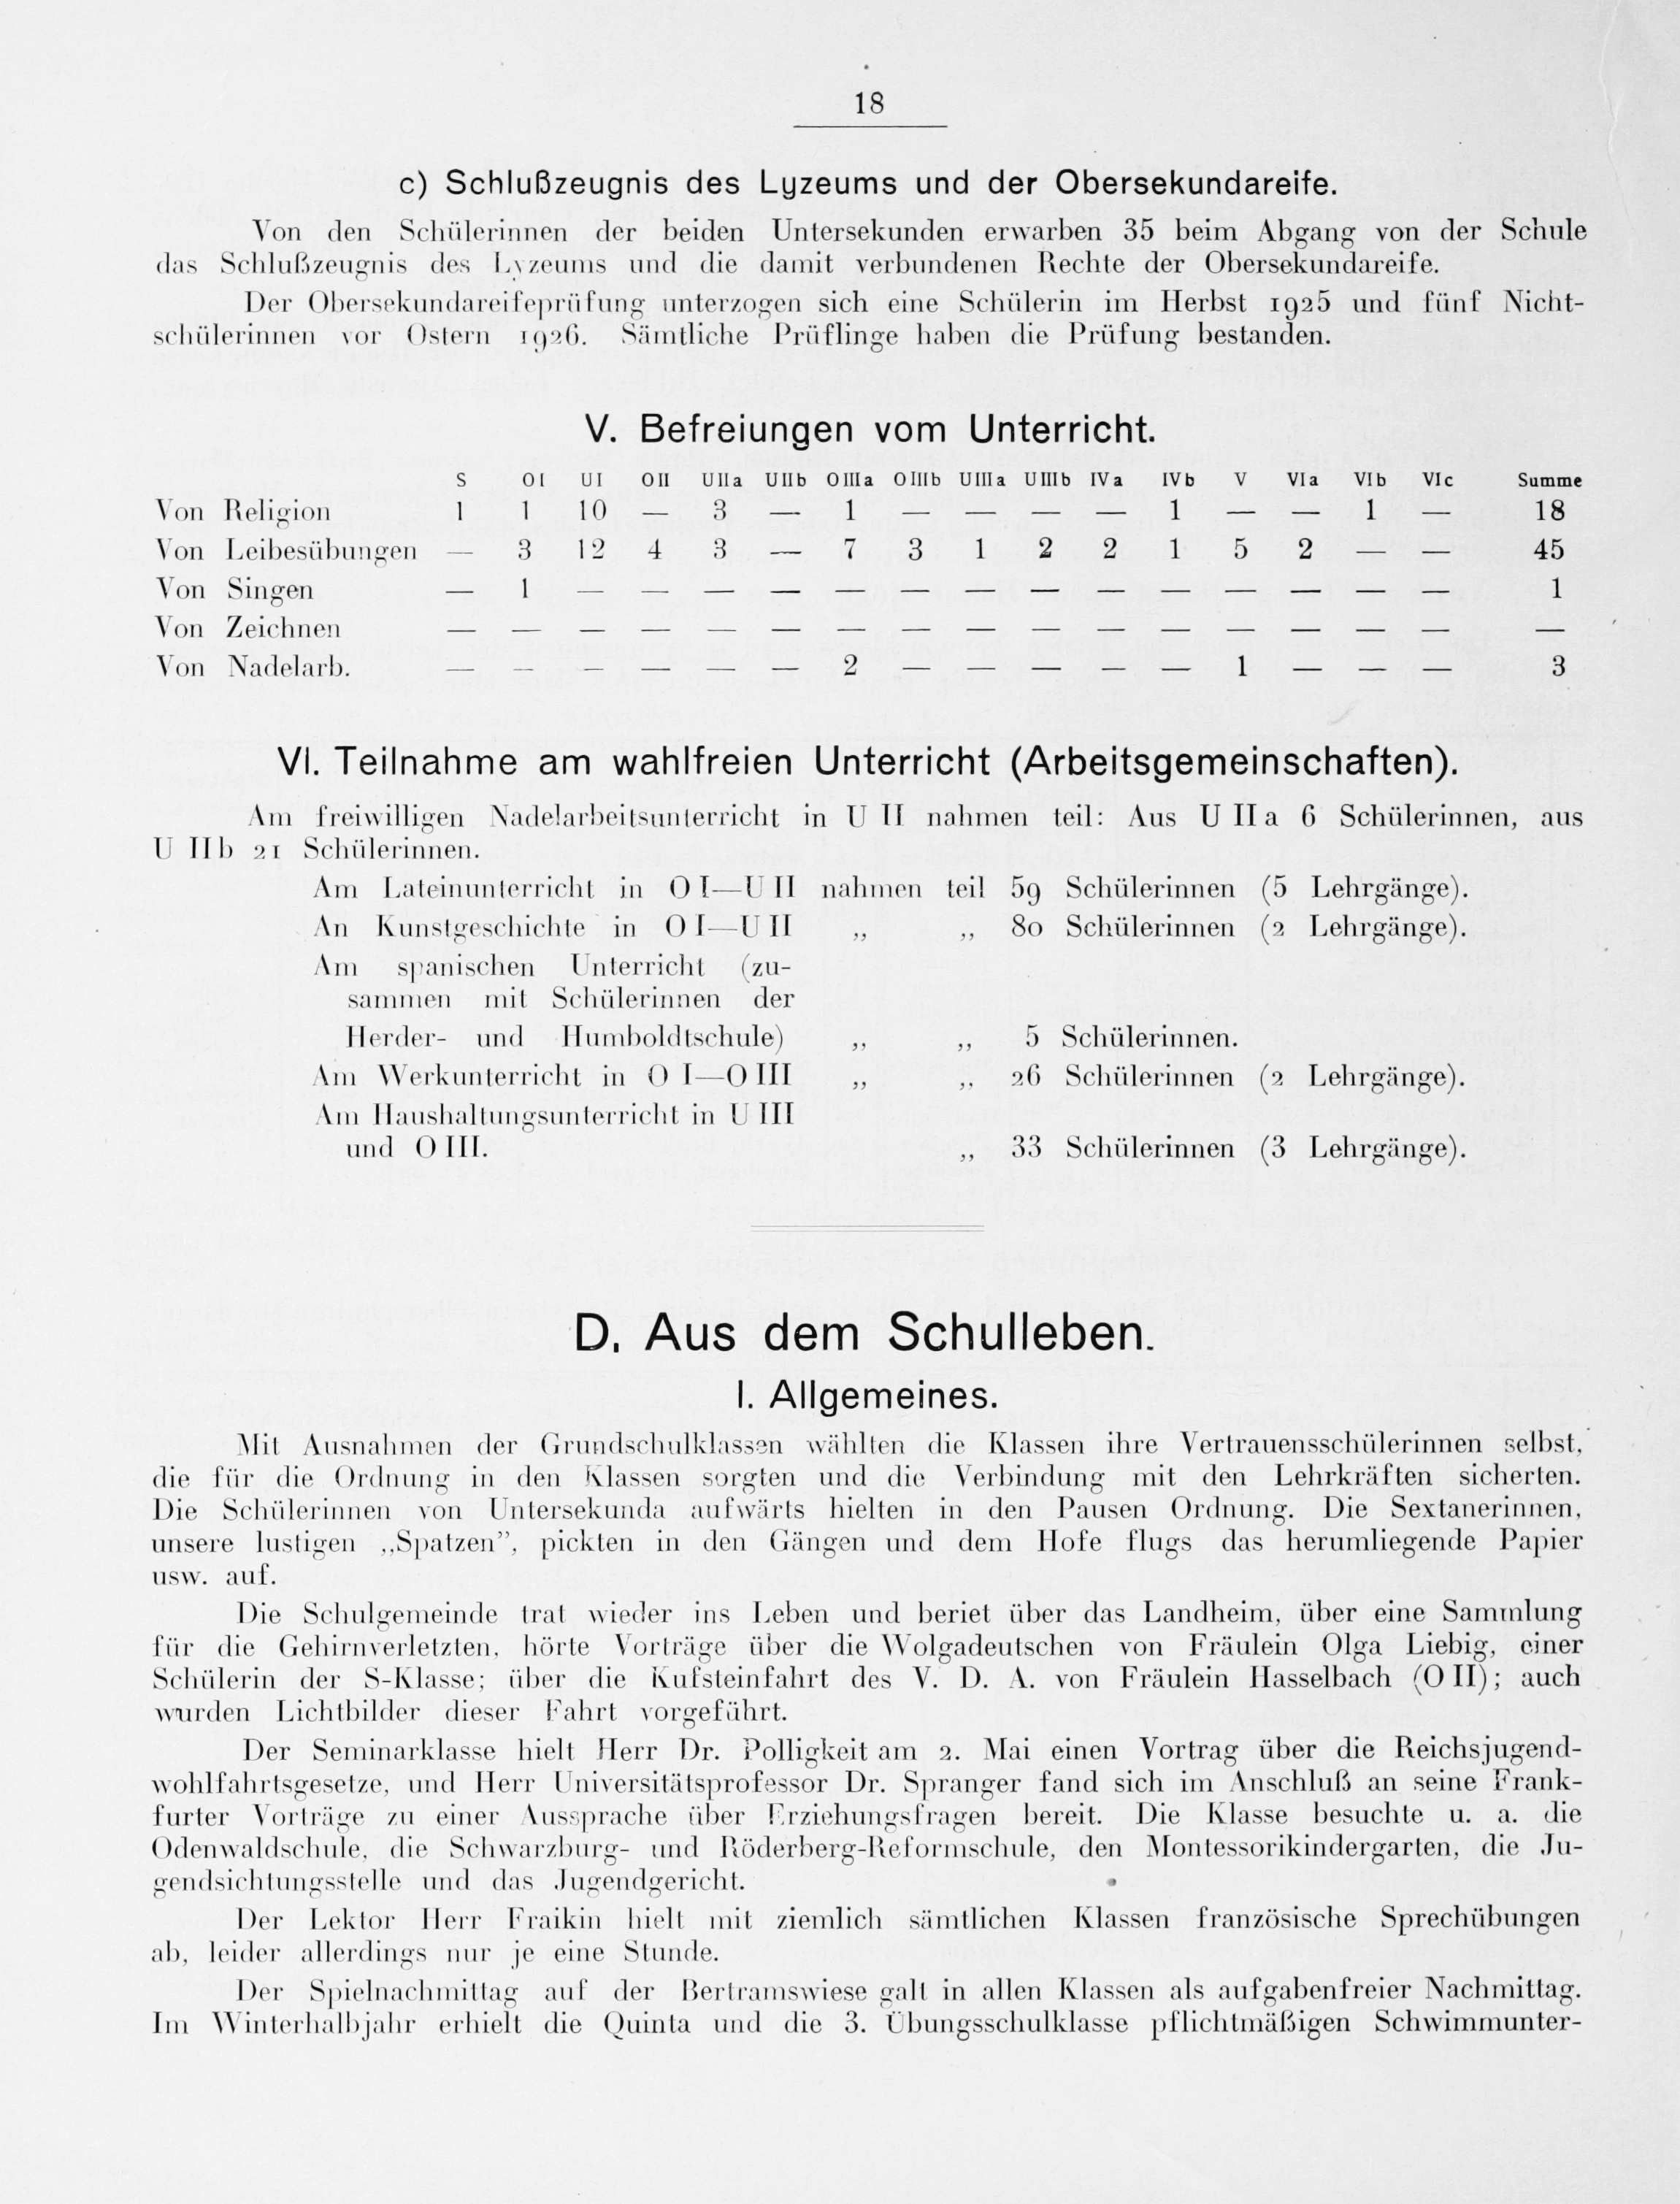 18
c) Schlußzeugnis des Lyzeums und der Obersekundareife.
Von den Schülerinnen der beiden Untersekunden erwarben 35 beim Abgang von der Schule
das Schlußzeugnis des Lyzeums und die damit verbundenen Rechte der Obersekundareife.
Der Obersekundareifeprüfung unterzogen sich eine Schülerin im Herbst 1925 und fünf Nicht-
schülerinnen vor Ostern 1926. Sämtliche Prüflinge haben die Prüfung bestanden.
V. Befreiungen vom Unterricht.
S OI UI OII UIIa UIIb OIIIa OIIIb UIIIa UIIIb IVa IVb V VIa VIb VIc Summe
Von Religion 1 1 10 — 3 — 1 — — — — 1 — — 1 — 18
Von Leibesübungen — 3 12 4 3 — 7 3 1 2 2 1 5 2 — — 45
Von Singen — 1 — — — — — — — — — — — — — — 1
Von Zeichnen — — — — — — — — — — — — — — — — —
Von Nadelarb. — — — — — — 2 — — — — — 1 — — — 3
VI. Teilnahme am wahlfreien Unterricht (Arbeitsgemeinschaften).
Am freiwilligen Nadelarbeitsunterricht in U II nahmen teil: Aus U IIa 6 Schülerinnen, aus
U IIb 21 Schülerinnen.
Am Lateinunterricht in O I—U II nahmen teil 59 Schülerinnen (5 Lehrgänge).
An Kunstgeschichte in O I—U II „ „ 80 Schülerinnen (2 Lehrgänge).
Am spanischen Unterricht (zu-
sammen mit Schülerinnen der
Herder- und Humboldtschule) „ „ 5 Schülerinnen.
Am Werkunterricht in O I—O III „ „ 26 Schülerinnen (2 Lehrgänge).
Am Haushaltungsunterricht in U III
und O III. „ 33 Schülerinnen (3 Lehrgänge).
D. Aus dem Schulleben.
I. Allgemeines.
Mit Ausnahmen der Grundschulklassen wählten die Klassen ihre Vertrauensschülerinnen selbst,
die für die Ordnung in den Klassen sorgten und die Verbindung mit den Lehrkräften sicherten.
Die Schülerinnen von Untersekunda aufwärts hielten in den Pausen Ordnung. Die Sextanerinnen,
unsere lustigen „Spatzen”, pickten in den Gängen und dem Hofe flugs das herumliegende Papier
usw. auf.
Die Schulgemeinde trat wieder ins Leben und beriet über das Landheim, über eine Sammlung
für die Gehirnverletzten, hörte Vorträge über die Wolgadeutschen von Fräulein Olga Liebig, einer
Schülerin der S-Klasse; über die Kufsteinfahrt des V. D. A. von Fräulein Hasselbach (O II); auch
wurden Lichtbilder dieser Fahrt vorgeführt.
Der Seminarklasse hielt Herr Dr. Polligkeit am 2. Mai einen Vortrag über die Reichsjugend-
wohlfahrtsgesetze, und Herr Universitätsprofessor Dr. Spranger fand sich im Anschluß an seine Frank-
furter Vorträge zu einer Aussprache über Erziehungsfragen bereit. Die Klasse besuchte u. a. die
Odenwaldschule, die Schwarzburg- und Röderberg-Reformschule, den Montessorikindergarten, die Ju-
gendsichtungsstelle und das Jugendgericht.
Der Lektor Herr Fraikin hielt mit ziemlich sämtlichen Klassen französische Sprechübungen
ab, leider allerdings nur je eine Stunde.
Der Spielnachmittag auf der Bertramswiese galt in allen Klassen als aufgabenfreier Nachmittag.
Im Winterhalbjahr erhielt die Quinta und die 3. Übungsschulklasse pflichtmäßigen Schwimmunter-